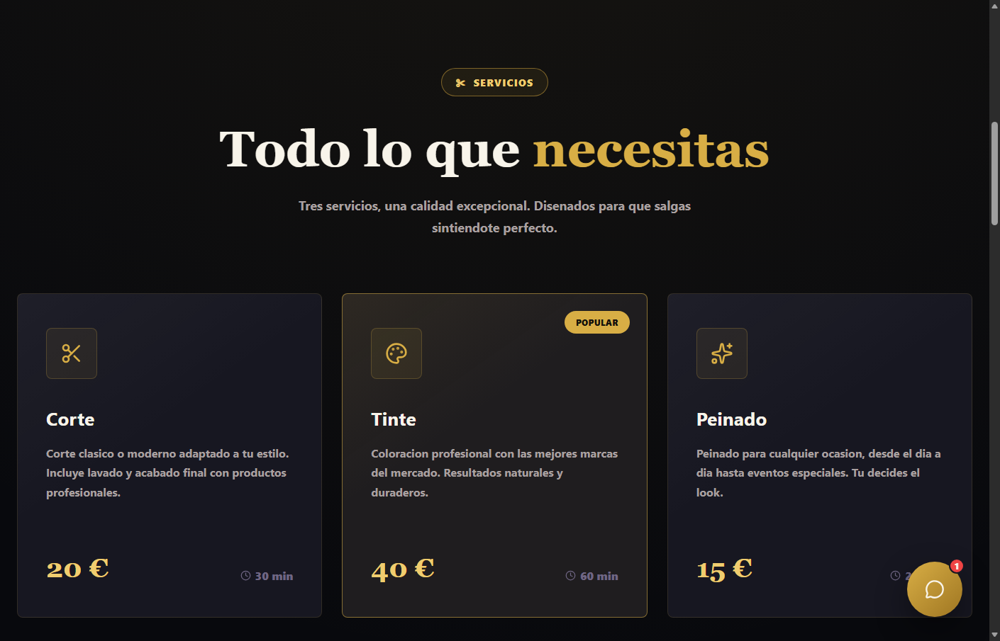 SERVICIOS
Todo lo que necesitas
Tres servicios, una calidad excepcional. Disenados para que salgas
sintiendote perfecto.
Corte
Corte clasico o moderno adaptado a tu estilo.
Incluye lavado y acabado final con productos
profesionales.
20 €
30 min
POPULAR
Tinte
Coloracion profesional con las mejores marcas
del mercado. Resultados naturales y
duraderos.
40 €
60 min
Peinado
Peinado para cualquier ocasion, desde el dia a
dia hasta eventos especiales. Tu decides el
look.
15 €
1